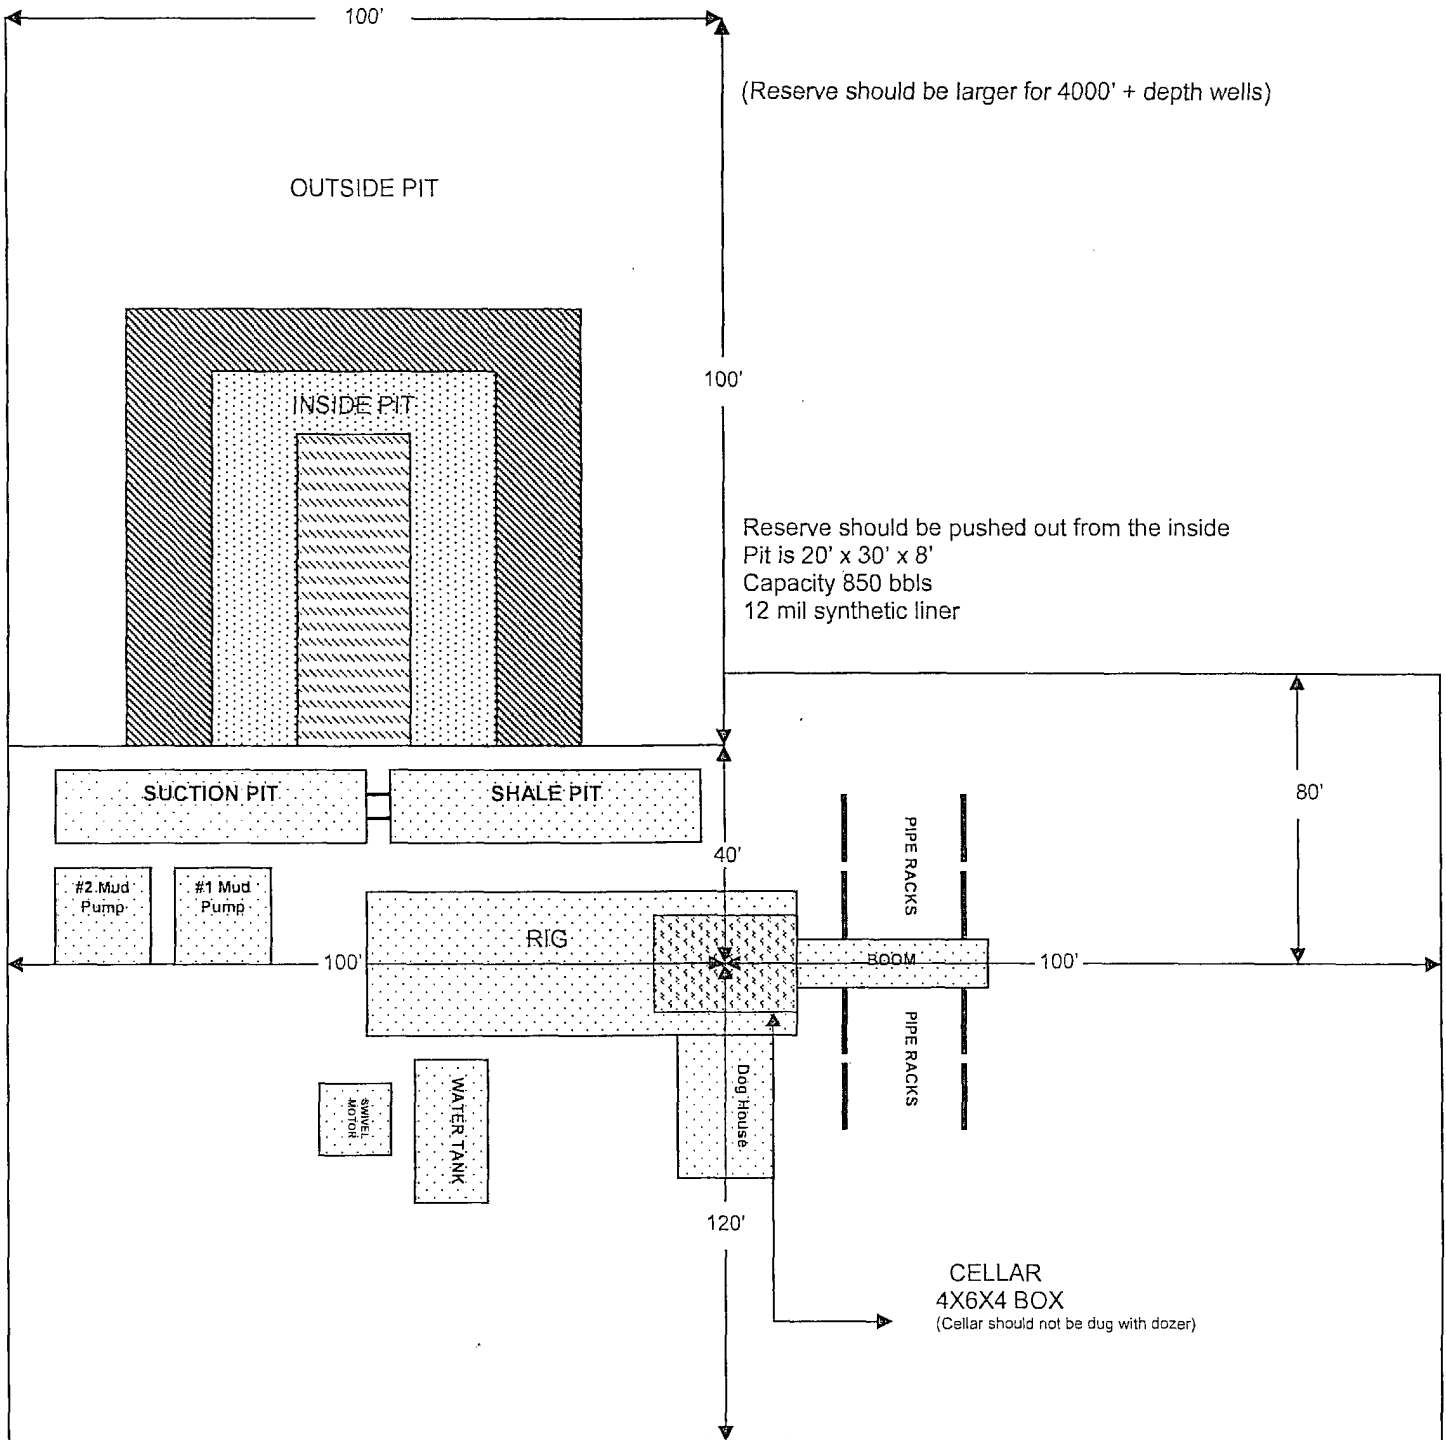 100'
(Reserve should be larger for 4000' + depth wells)
OUTSIDE PIT
100'
INSIDE PIT
Reserve should be pushed out from the inside
Pit is 20' x 30' x 8'
Capacity 850 bbls
12 mil synthetic liner
80'
SUCTION PIT
SHALE PIT
40'
PIPE RACKS
#2 Mud
Pump
#1 Mud
Pump
RIG
100'
BOOM
100'
PIPE RACKS
SWIVEL
MOTOR
WATER TANK
Dog House
120'
CELLAR
4X6X4 BOX
(Cellar should not be dug with dozer)